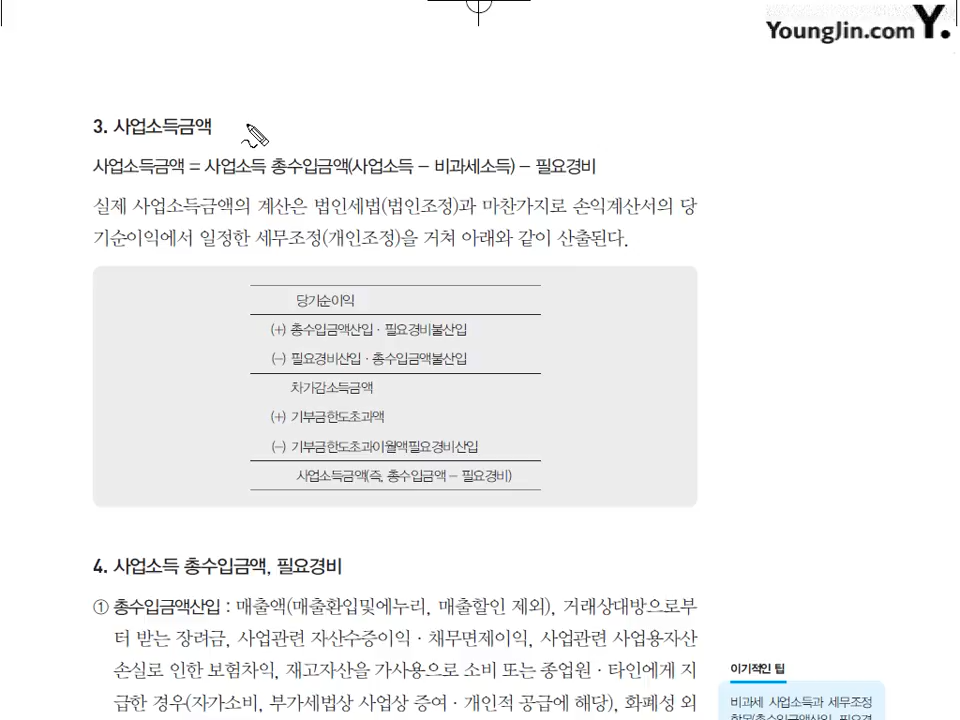 YoungJin.com Y.
3. 사업소득금액
사업소득금액 = 사업소득 총수입금액(사업소득 – 비과세소득) – 필요경비
실제 사업소득금액의 계산은 법인세법(법인조정)과 마찬가지로 손익계산서의 당
기순이익에서 일정한 세무조정(개인조정)을 거쳐 아래와 같이 산출된다.
당기순이익
(+) 총수입금액산입 · 필요경비불산입
(–) 필요경비산입 · 총수입금액불산입
차가감소득금액
(+) 기부금한도초과액
(–) 기부금한도초과이월액필요경비산입
사업소득금액(즉, 총수입금액 – 필요경비)
4. 사업소득 총수입금액, 필요경비
① 총수입금액산입 : 매출액(매출환입및에누리, 매출할인 제외), 거래상대방으로부
터 받는 장려금, 사업관련 자산수증이익 · 채무면제이익, 사업관련 사업용자산
손실로 인한 보험차익, 재고자산을 가사용으로 소비 또는 종업원 · 타인에게 지
급한 경우(자가소비, 부가세법상 사업상 증여 · 개인적 공급에 해당), 화폐성 외
이기적인 팁
비과세 사업소득과 세무조정
항목(총수입금액산입, 필요경